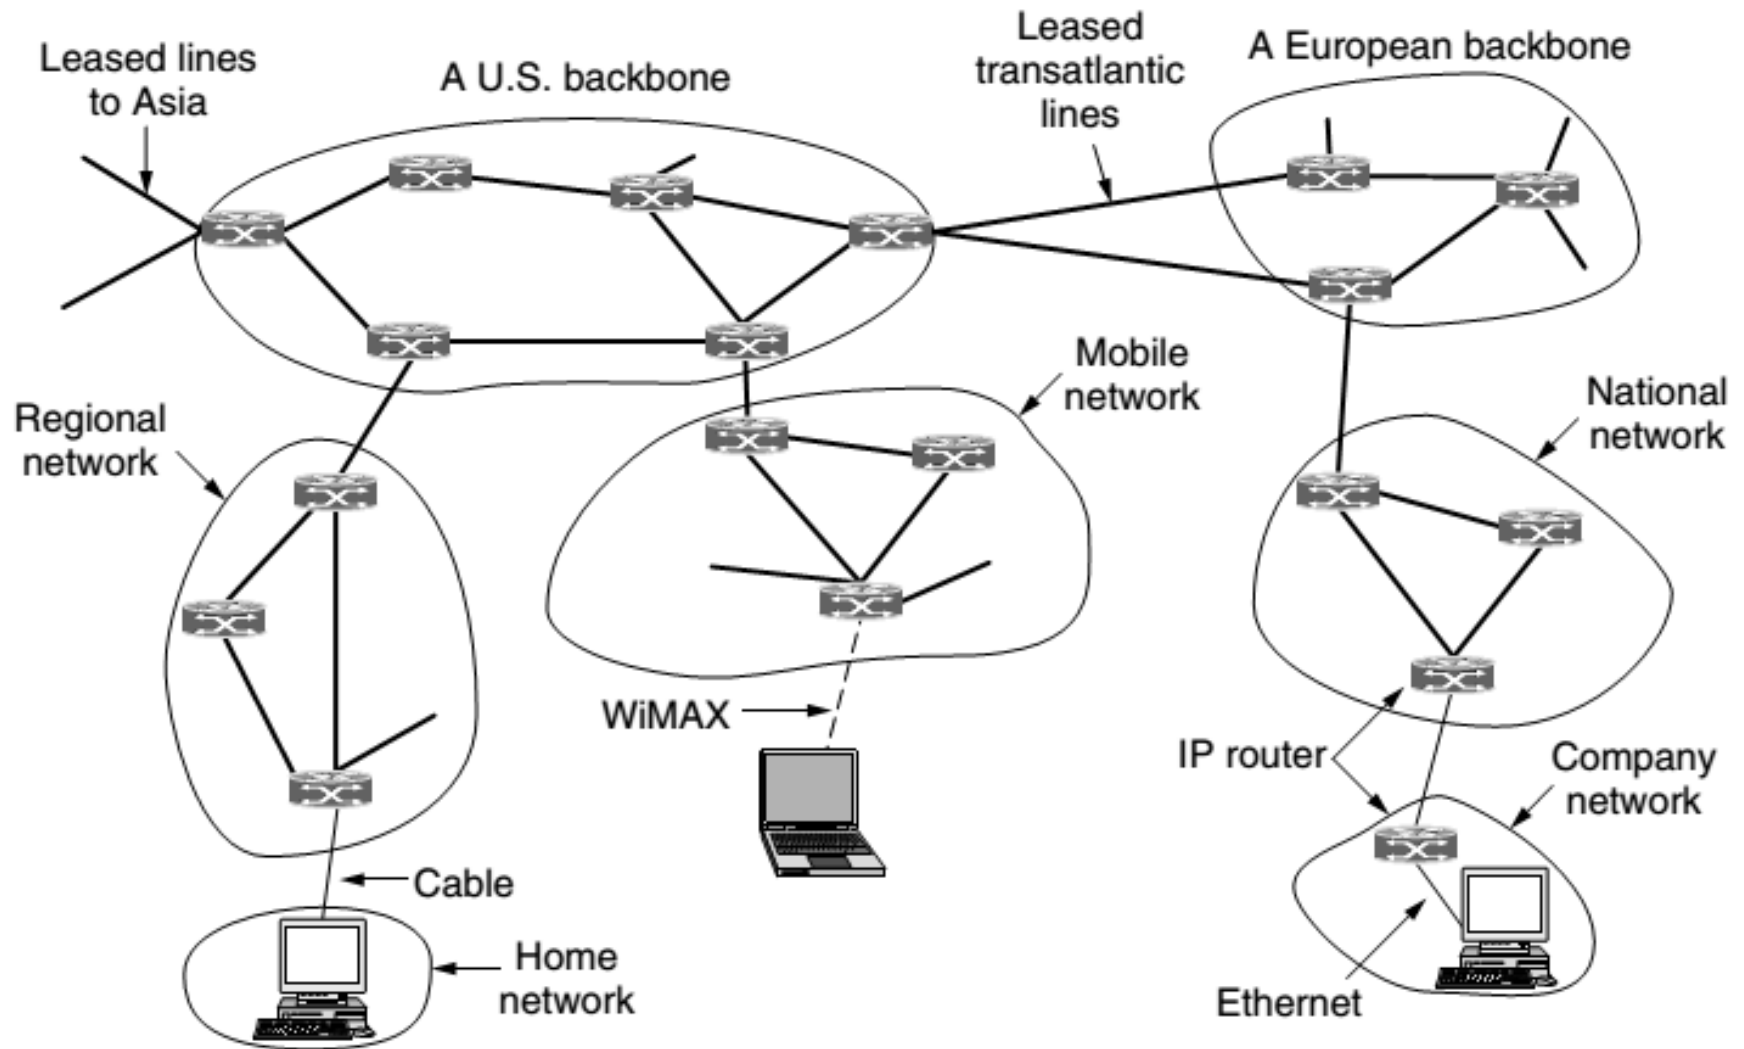 Leased lines
to Asia
A U.S. backbone
Leased
transatlantic
lines
A European backbone
Regional
network
Mobile
network
National
network
WiMAX
IP router
Company
network
Cable
Home
network
Ethernet